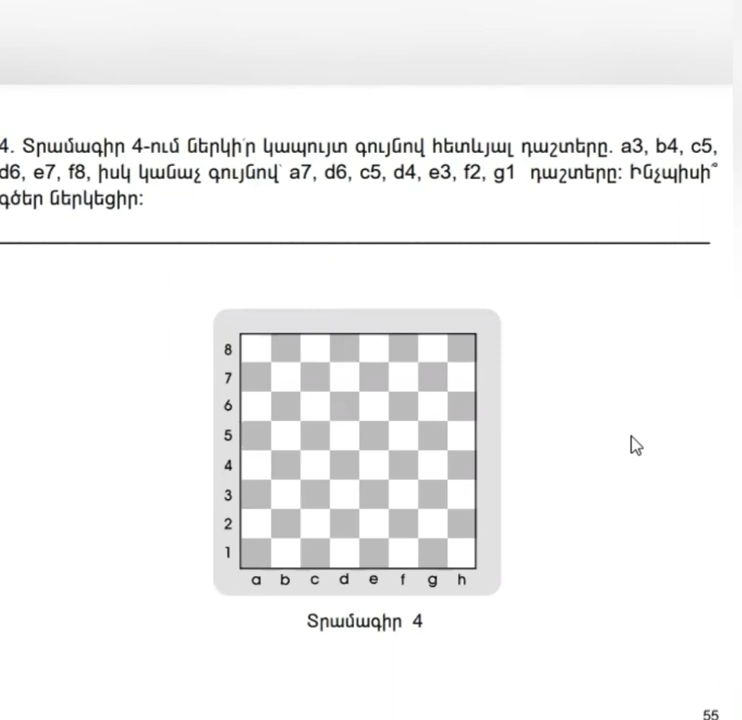 4. Տրամագիր 4-ում ներկի՛ր կապույտ գույնով հետևյալ դաշտերը. a3, b4, c5,
d6, e7, f8, իսկ կանաչ գույնով՝ a7, d6, c5, d4, e3, f2, g1 դաշտերը: Ինչպիսի՞
գծեր ներկեցիր:
8
7
6
5
4
3
2
1
a b c d e f g h
Տրամագիր 4
55